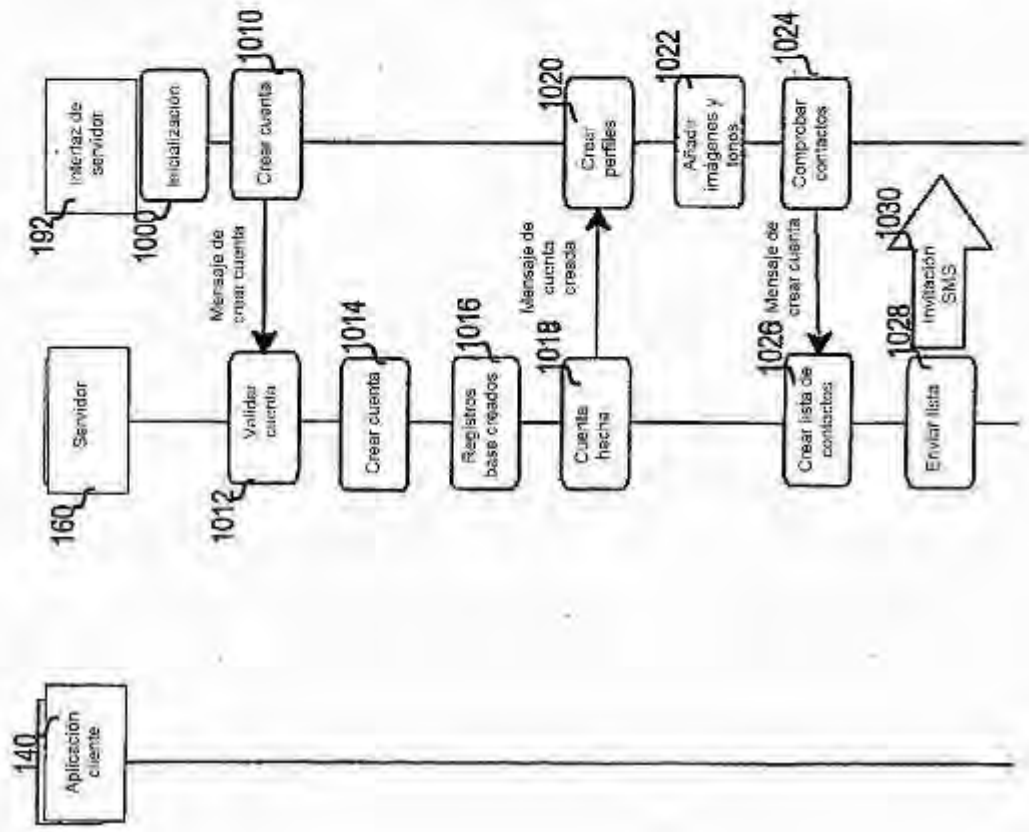 140
Aplicación
cliente
160
Servidor
192
Interfaz de
servidor
1000
Inicialización
1010
Crear cuenta
Mensaje de
crear cuenta
1012
Validar
cuenta
1014
Crear cuenta
1016
Registros
base creados
1018
Cuenta
hecha
Mensaje de
cuenta
creada
1020
Crear
perfiles
1022
Añadir
imágenes y
tonos
1024
Comprobar
contactos
Mensaje de
crear cuenta
1026
Crear lista de
contactos
1028
Enviar lista
1030
Invitación
SMS